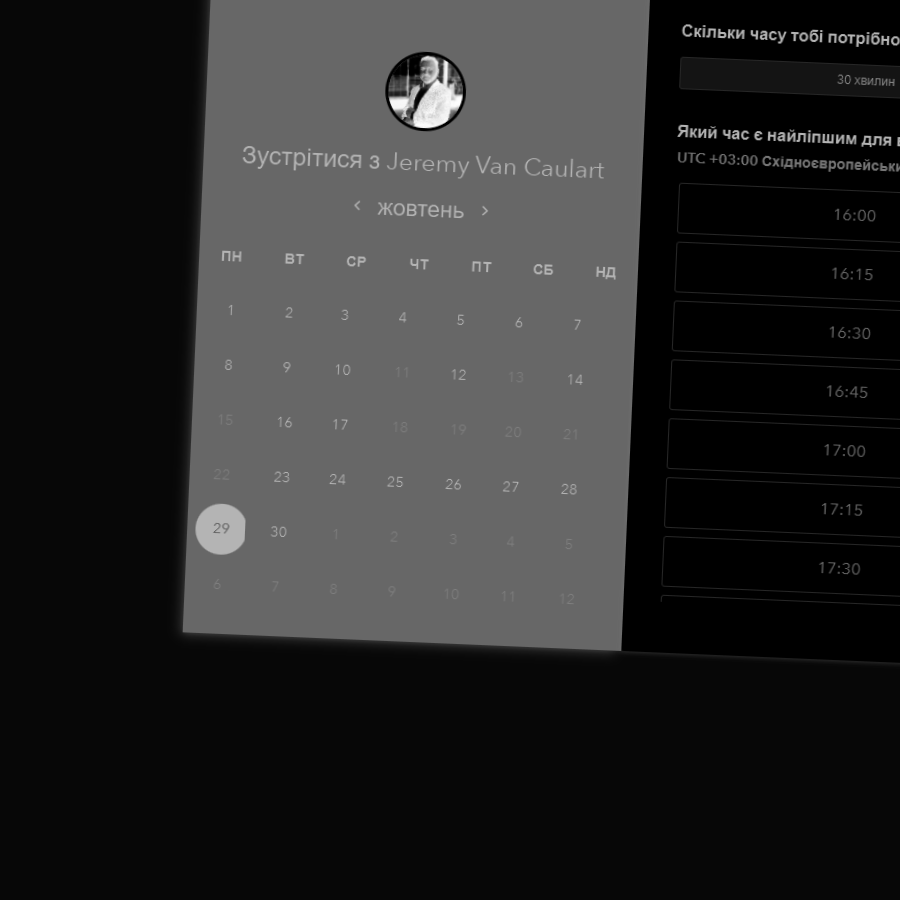 Зустрітися з Jeremy Van Caulart
‹ жовтень ›
ПН ВТ СР ЧТ ПТ СБ НД
1 2 3 4 5 6 7
8 9 10 11 12 13 14
15 16 17 18 19 20 21
22 23 24 25 26 27 28
29 30 1 2 3 4 5
6 7 8 9 10 11 12
Скільки часу тобі потрібно
30 хвилин
Який час є найліпшим для
UTC +03:00 Східноєвропейськи
16:00
16:15
16:30
16:45
17:00
17:15
17:30